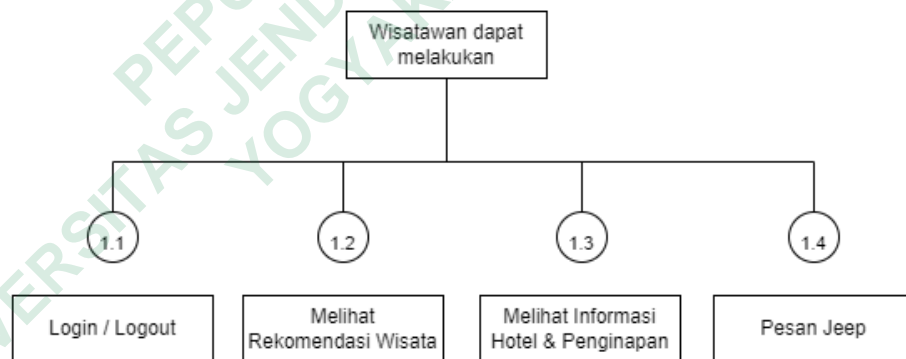 Wisatawan dapat
melakukan
1.1
1.2
1.3
1.4
Login / Logout
Melihat
Rekomendasi Wisata
Melihat Informasi
Hotel & Penginapan
Pesan Jeep
YOGYAK